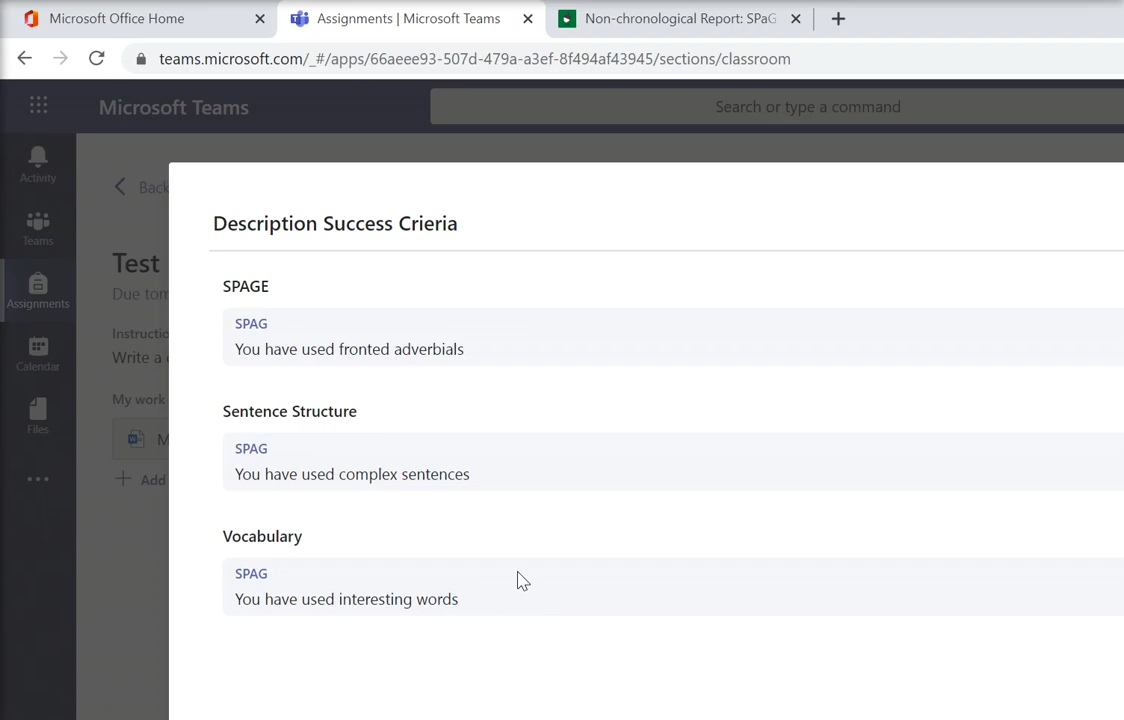 Microsoft Office Home
Assignments | Microsoft Teams
Non-chronological Report: SPaG
teams.microsoft.com/_#/apps/66aeee93-507d-479a-a3ef-8f494af43945/sections/classroom
Microsoft Teams
Search or type a command
Activity
Teams
Assignments
Calendar
Files
Back
Test
Due tom
Instructio
Write a
My work
M
Add
Description Success Crieria
SPAGE
SPAG
You have used fronted adverbials
Sentence Structure
SPAG
You have used complex sentences
Vocabulary
SPAG
You have used interesting words